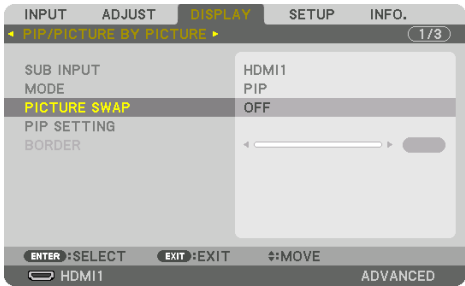 INPUT ADJUST DISPLAY SETUP INFO.
PIP/PICTURE BY PICTURE 1/3
SUB INPUT HDMI1
MODE PIP
PICTURE SWAP OFF
PIP SETTING
BORDER
ENTER :SELECT EXIT :EXIT :MOVE
HDMI1 ADVANCED